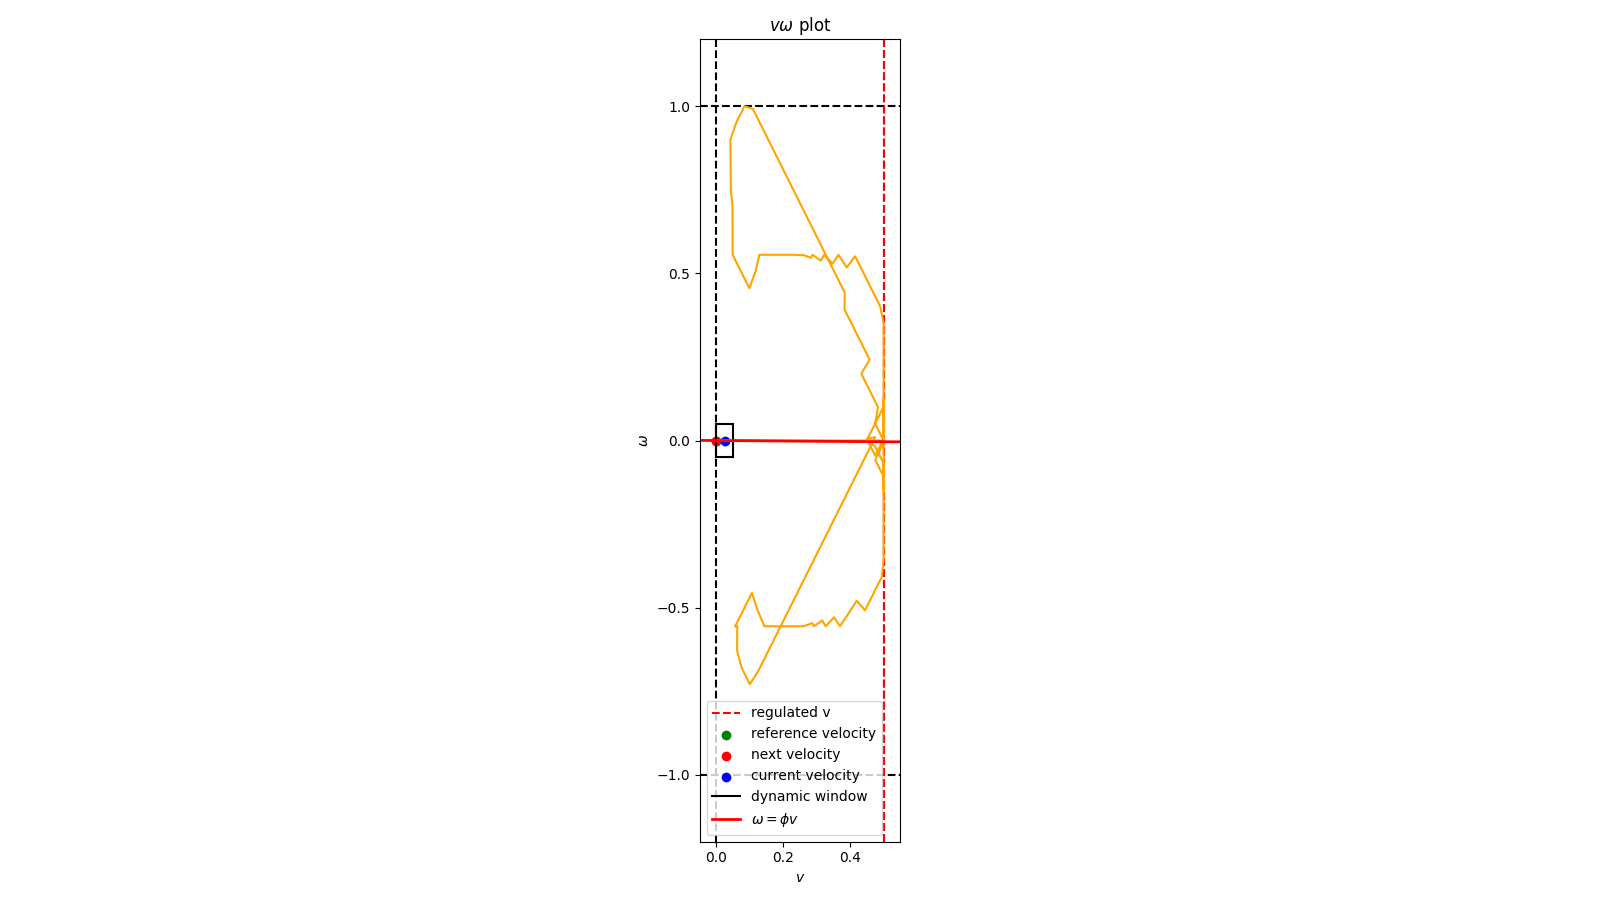 vω plot
1.0
0.5
0.0
−0.5
−1.0
ω
0.0 0.2 0.4
v
regulated v
reference velocity
next velocity
current velocity
dynamic window
ω = ϕv